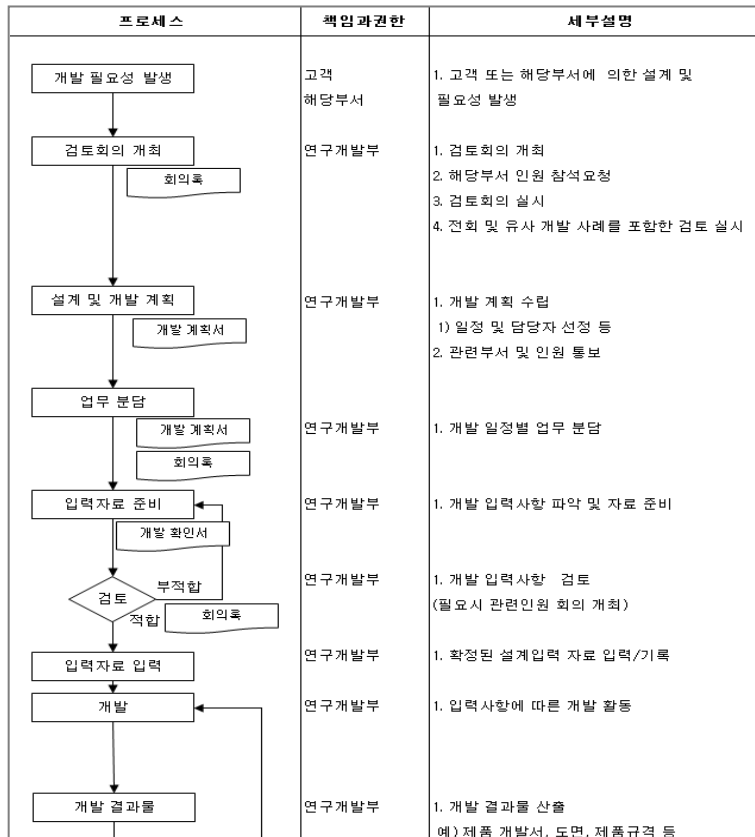 프로세스 책임과권한 세부설명
개발 필요성 발생 고객 1. 고객 또는 해당부서에 의한 설계 및
해당부서 필요성 발생
검토회의 개최 연구개발부 1. 검토회의 개최
회의록 2. 해당부서 인원 참석요청
3. 검토회의 실시
4. 전회 및 유사 개발 사례를 포함한 검토 실시
설계 및 개발 계획 연구개발부 1. 개발 계획 수립
개발 계획서 1) 일정 및 담당자 선정 등
2. 관련부서 및 인원 통보
업무 분담
개발 계획서 연구개발부 1. 개발 일정별 업무 분담
회의록
입력자료 준비 연구개발부 1. 개발 입력사항 파악 및 자료 준비
개발 확인서
부적합 연구개발부 1. 개발 입력사항 검토
검토 (필요시 관련인원 회의 개최)
적합 회의록
입력자료 입력 연구개발부 1. 확정된 설계입력 자료 입력/기록
개발 연구개발부 1. 입력사항에 따른 개발 활동
개발 결과물 연구개발부 1. 개발 결과물 산출
예) 제품 개발서, 도면, 제품규격 등